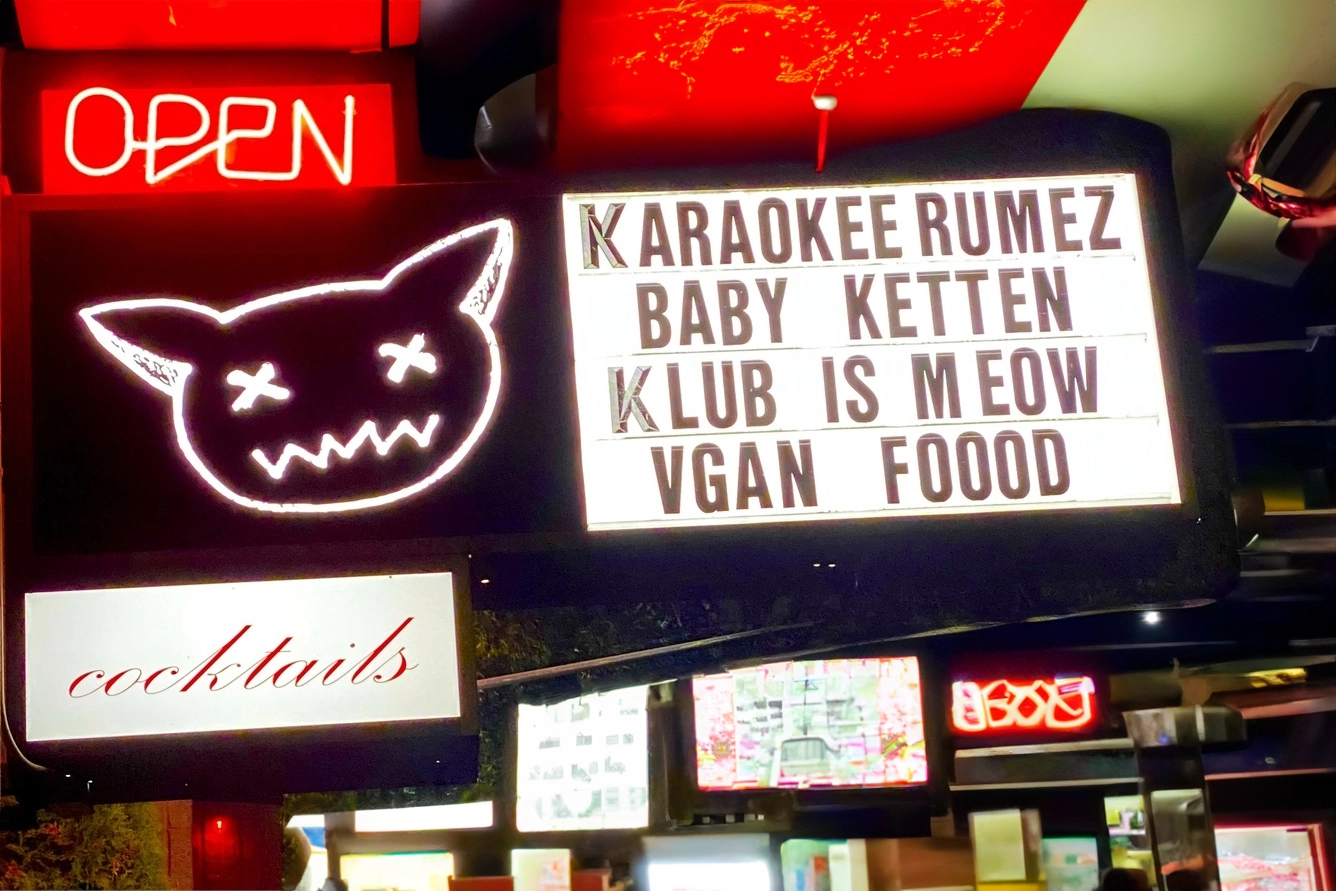 OPEN
KARAOKEE RUMEZ
BABY KETTEN
KLUB IS MEOW
VGAN FOOOD
cocktails